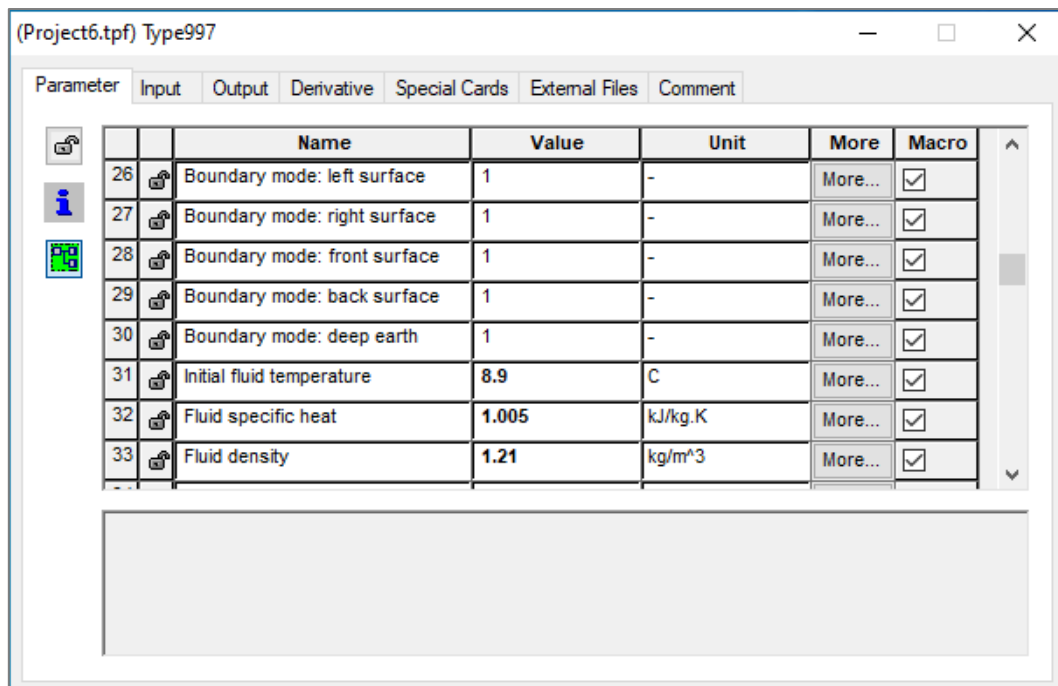 (Project6.tpf) Type997
Parameter Input Output Derivative Special Cards External Files Comment
Name Value Unit More Macro
26 Boundary mode: left surface 1 - More...
27 Boundary mode: right surface 1 - More...
28 Boundary mode: front surface 1 - More...
29 Boundary mode: back surface 1 - More...
30 Boundary mode: deep earth 1 - More...
31 Initial fluid temperature 8.9 C More...
32 Fluid specific heat 1.005 kJ/kg.K More...
33 Fluid density 1.21 kg/m^3 More...